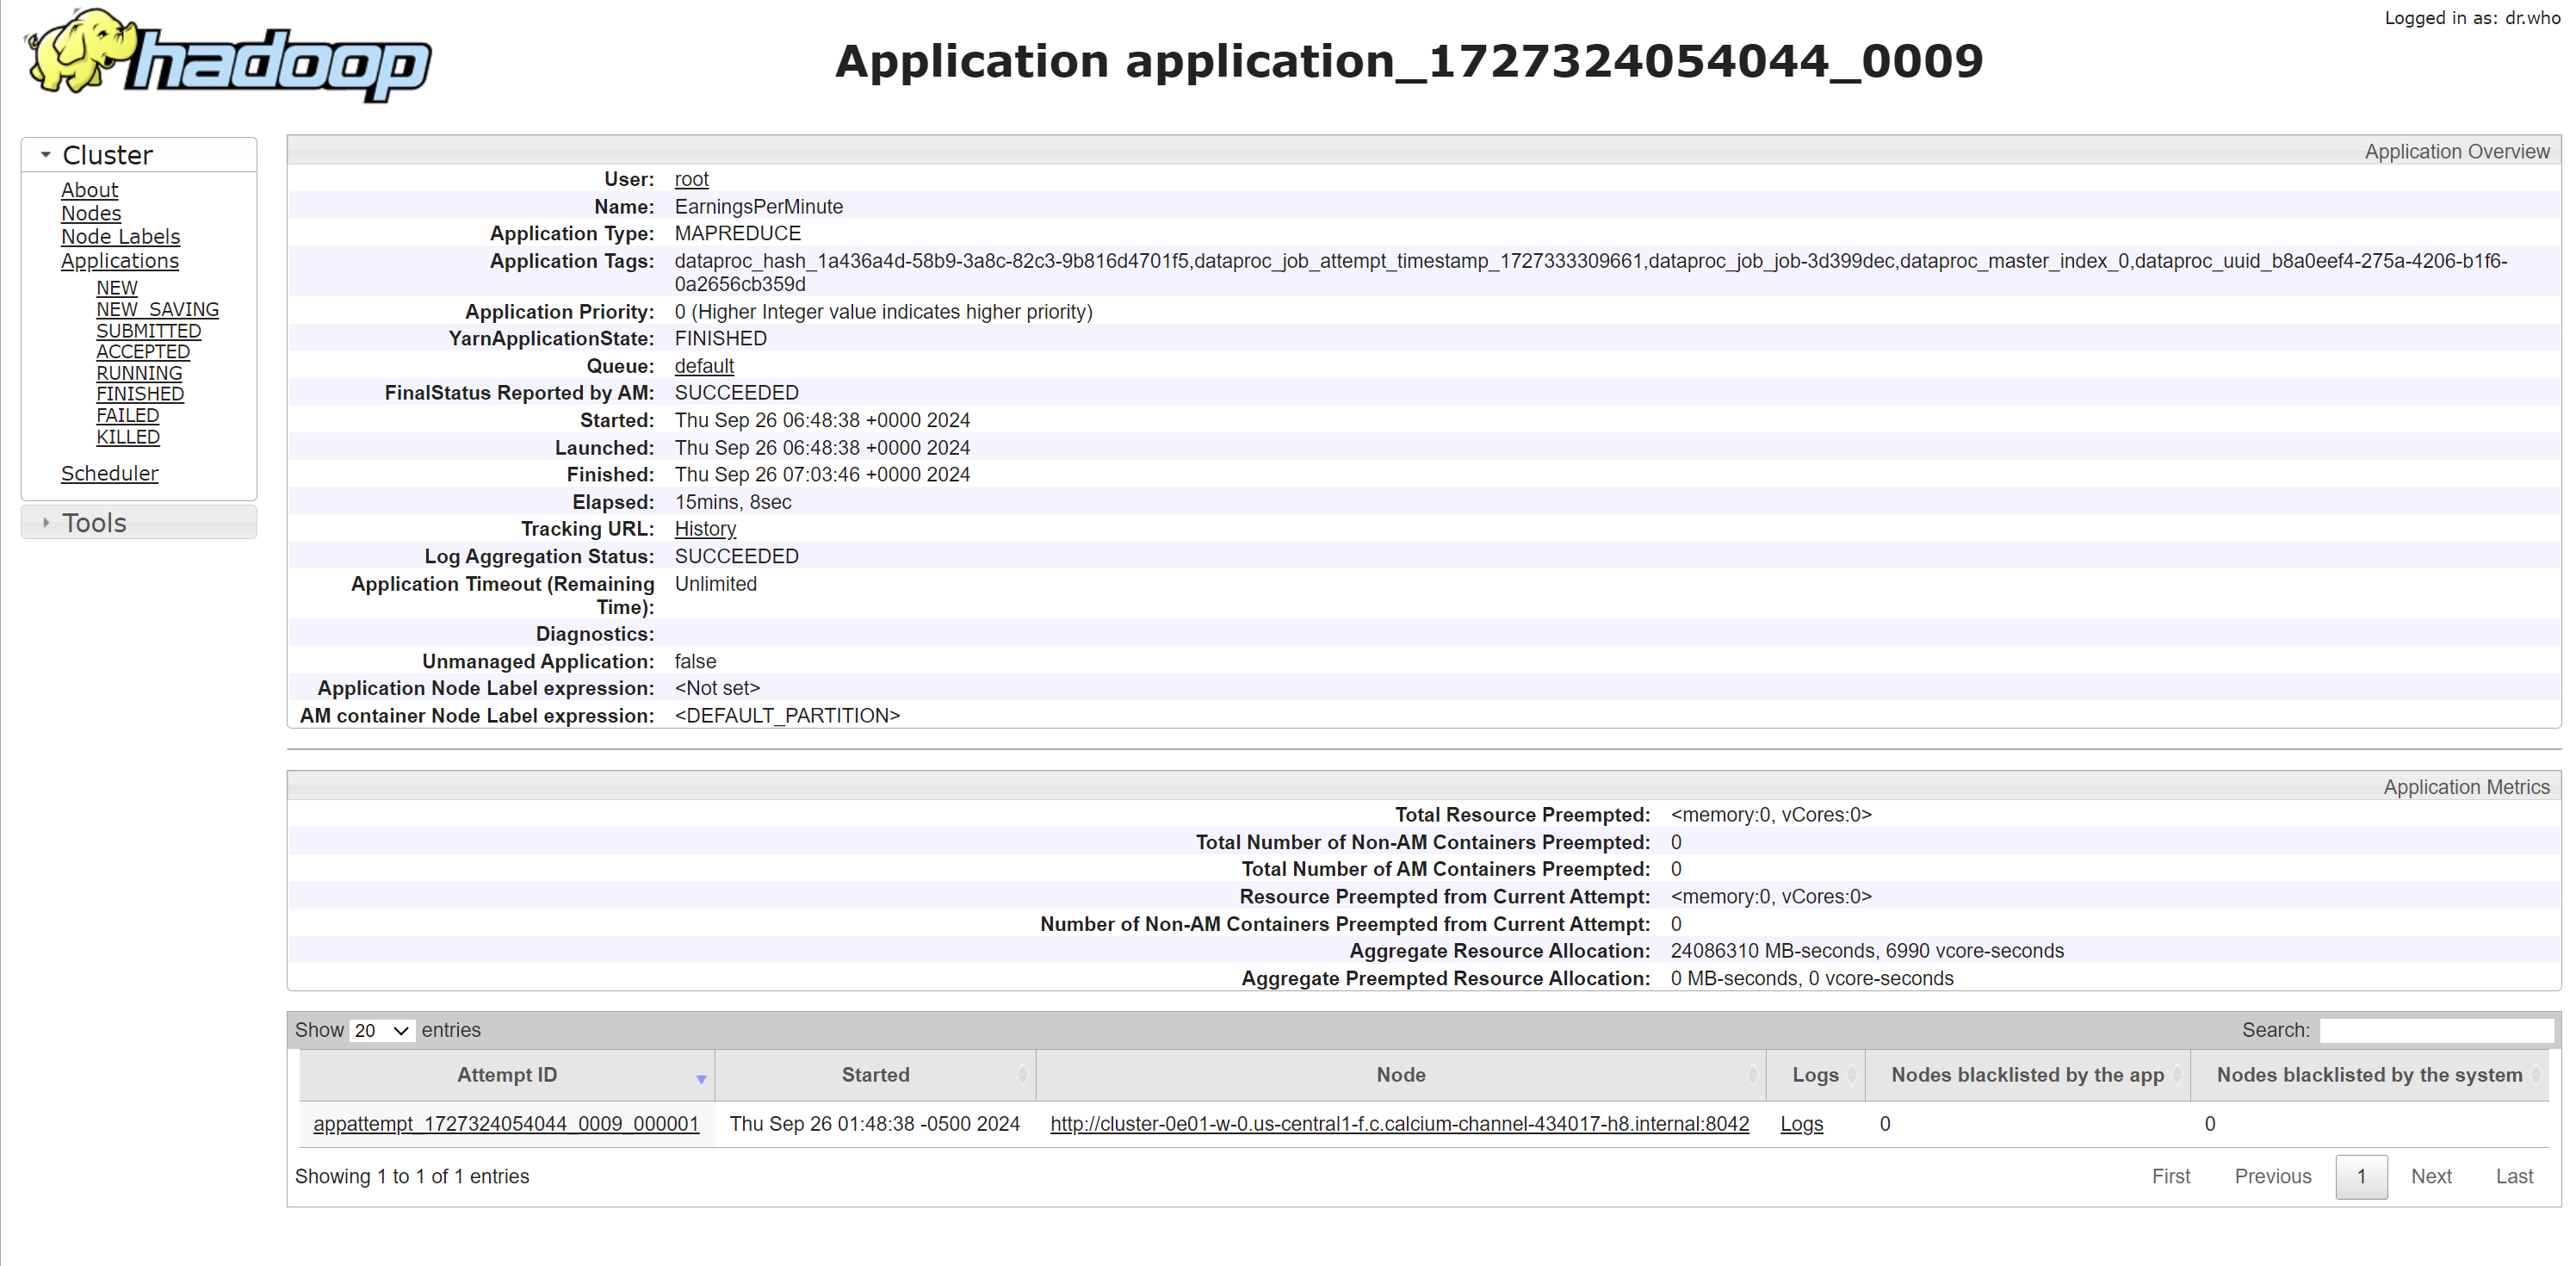 hadoop
Logged in as: dr.who
Application application_1727324054044_0009
Cluster
About
Nodes
Node Labels
Applications
NEW
NEW_SAVING
SUBMITTED
ACCEPTED
RUNNING
FINISHED
FAILED
KILLED
Scheduler
Tools
Application Overview
User: root
Name: EarningsPerMinute
Application Type: MAPREDUCE
Application Tags: dataproc_hash_1a436a4d-58b9-3a8c-82c3-9b816d4701f5,dataproc_job_attempt_timestamp_1727333309661,dataproc_job_job-3d399dec,dataproc_master_index_0,dataproc_uuid_b8a0eef4-275a-4206-b1f6-
0a2656cb359d
Application Priority: 0 (Higher Integer value indicates higher priority)
YarnApplicationState: FINISHED
Queue: default
FinalStatus Reported by AM: SUCCEEDED
Started: Thu Sep 26 06:48:38 +0000 2024
Launched: Thu Sep 26 06:48:38 +0000 2024
Finished: Thu Sep 26 07:03:46 +0000 2024
Elapsed: 15mins, 8sec
Tracking URL: History
Log Aggregation Status: SUCCEEDED
Application Timeout (Remaining Unlimited
Time):
Diagnostics:
Unmanaged Application: false
Application Node Label expression: <Not set>
AM container Node Label expression: <DEFAULT_PARTITION>
Application Metrics
Total Resource Preempted: <memory:0, vCores:0>
Total Number of Non-AM Containers Preempted: 0
Total Number of AM Containers Preempted: 0
Resource Preempted from Current Attempt: <memory:0, vCores:0>
Number of Non-AM Containers Preempted from Current Attempt: 0
Aggregate Resource Allocation: 24086310 MB-seconds, 6990 vcore-seconds
Aggregate Preempted Resource Allocation: 0 MB-seconds, 0 vcore-seconds
Show 20 entries Search:
Attempt ID Started Node Logs Nodes blacklisted by the app Nodes blacklisted by the system
appattempt_1727324054044_0009_000001 Thu Sep 26 01:48:38 -0500 2024 http://cluster-0e01-w-0.us-central1-f.c.calcium-channel-434017-h8.internal:8042 Logs 0 0
Showing 1 to 1 of 1 entries First Previous 1 Next Last